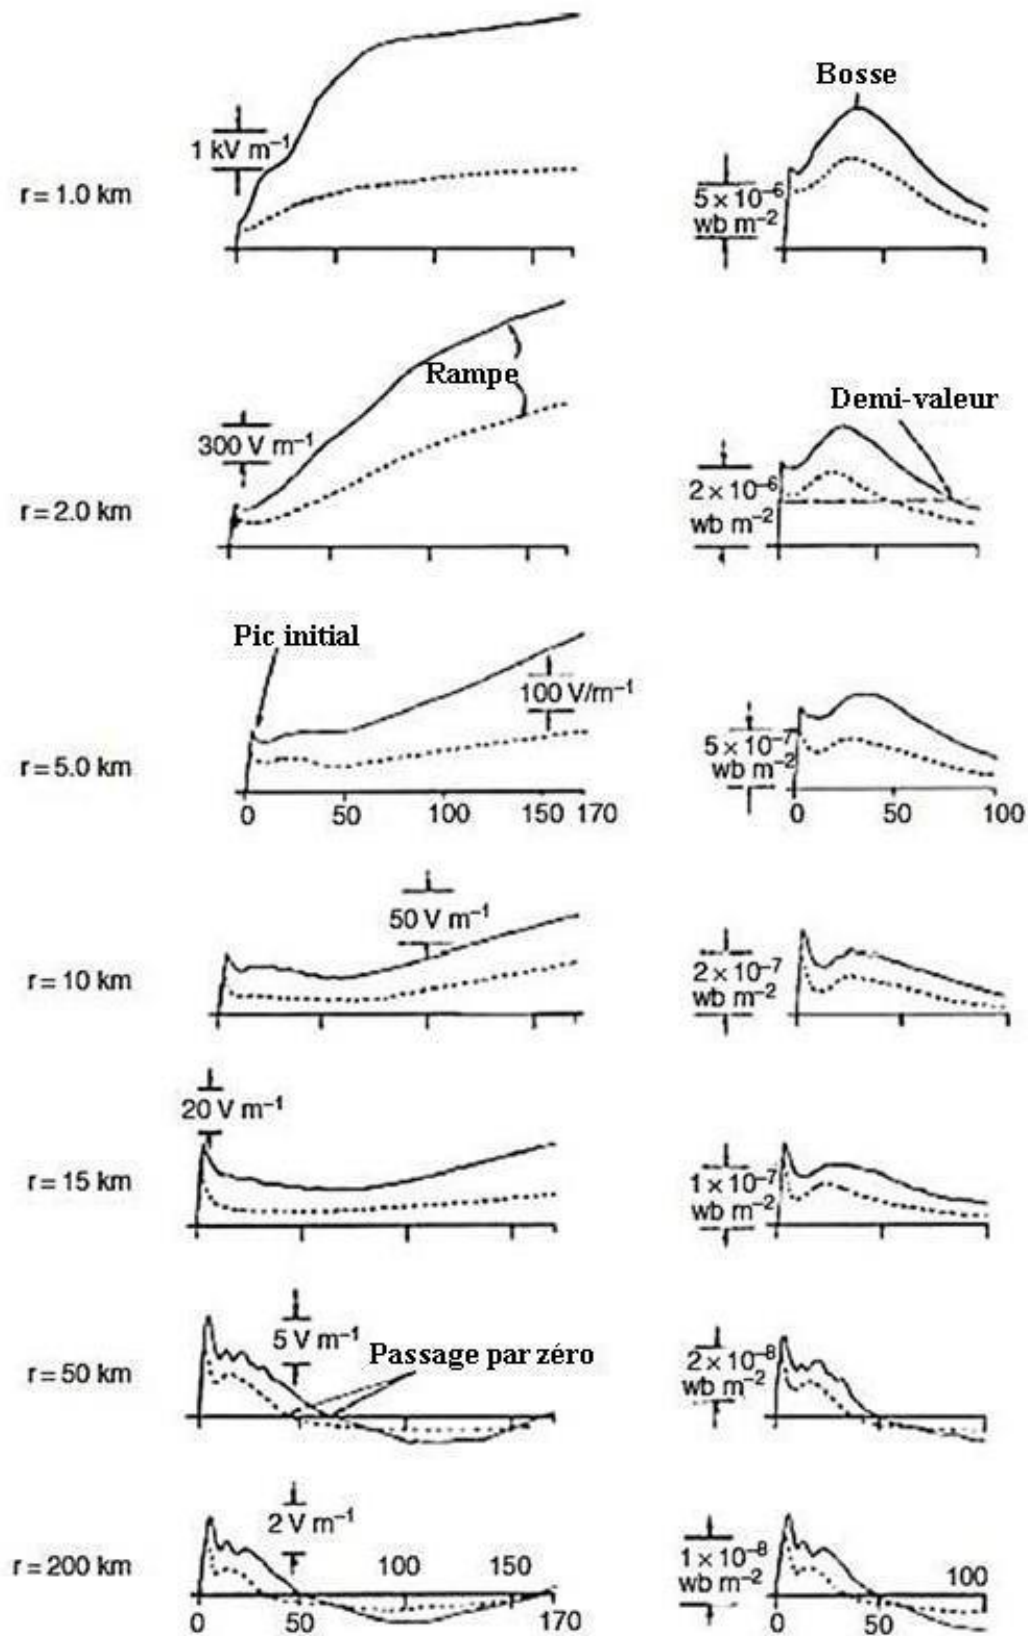 Bosse
1 kV m⁻¹
r = 1.0 km
5 × 10⁻⁶
wb m⁻²
Rampe
Demi-valeur
300 V m⁻¹
2 × 10⁻⁶
r = 2.0 km
wb m⁻²
Pic initial
100 V/m⁻¹
5 × 10⁻⁷
r = 5.0 km
wb m⁻²
0 50 100 150 170
0 50 100
50 V m⁻¹
r = 10 km
2 × 10⁻⁷
wb m⁻²
20 V m⁻¹
r = 15 km
1 × 10⁻⁷
wb m⁻²
5 V m⁻¹
Passage par zéro
r = 50 km
2 × 10⁻⁸
wb m⁻²
2 V m⁻¹
r = 200 km
100 150
1 × 10⁻⁸
wb m⁻²
100
0 50 170
0 50